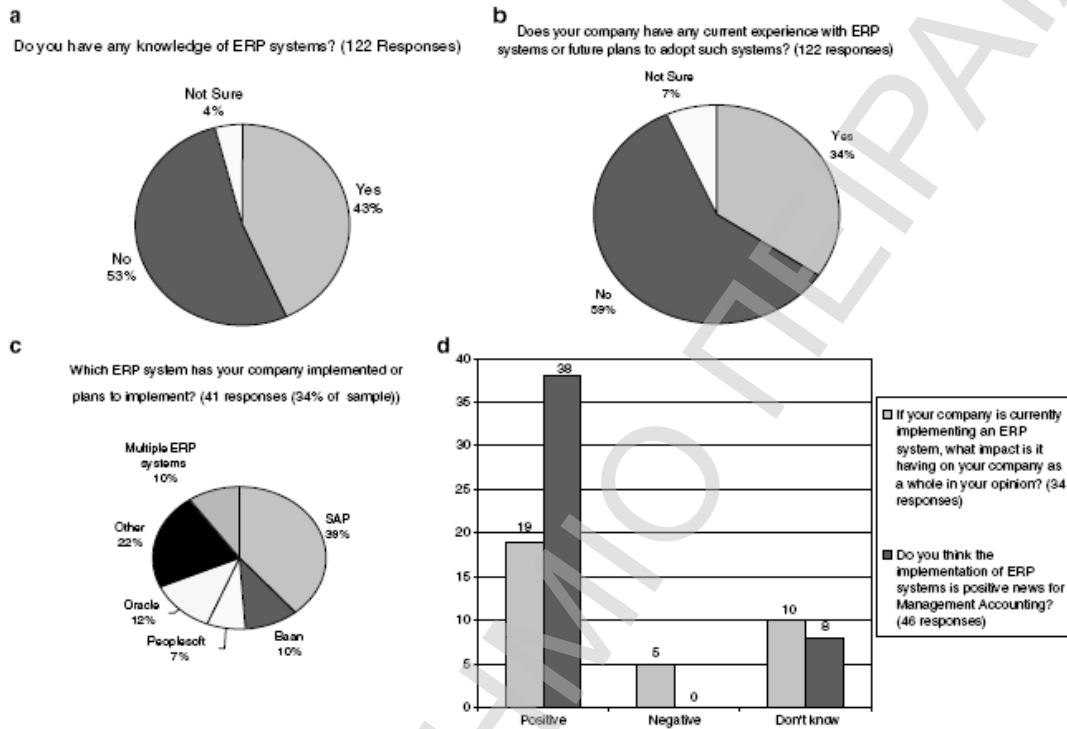 a
Do you have any knowledge of ERP systems? (122 Responses)
Not Sure
4%
Yes
43%
No
53%
b
Does your company have any current experience with ERP
systems or future plans to adopt such systems? (122 responses)
Not Sure
7%
Yes
34%
No
59%
c
Which ERP system has your company implemented or
plans to implement? (41 responses (34% of sample))
Multiple ERP
systems
10%
SAP
39%
Other
22%
Oracle
12%
Peoplesoft
7%
Baan
10%
d
40
35
30
25
20
15
10
5
0
19
38
5
0
10
8
Positive
Negative
Don't know
If your company is currently
implementing an ERP
system, what impact is it
having on your company as
a whole in your opinion? (34
responses)
Do you think the
implementation of ERP
systems is positive news for
Management Accounting?
(46 responses)
ΗΜΙΟ ΠΕΙΡΑΙ